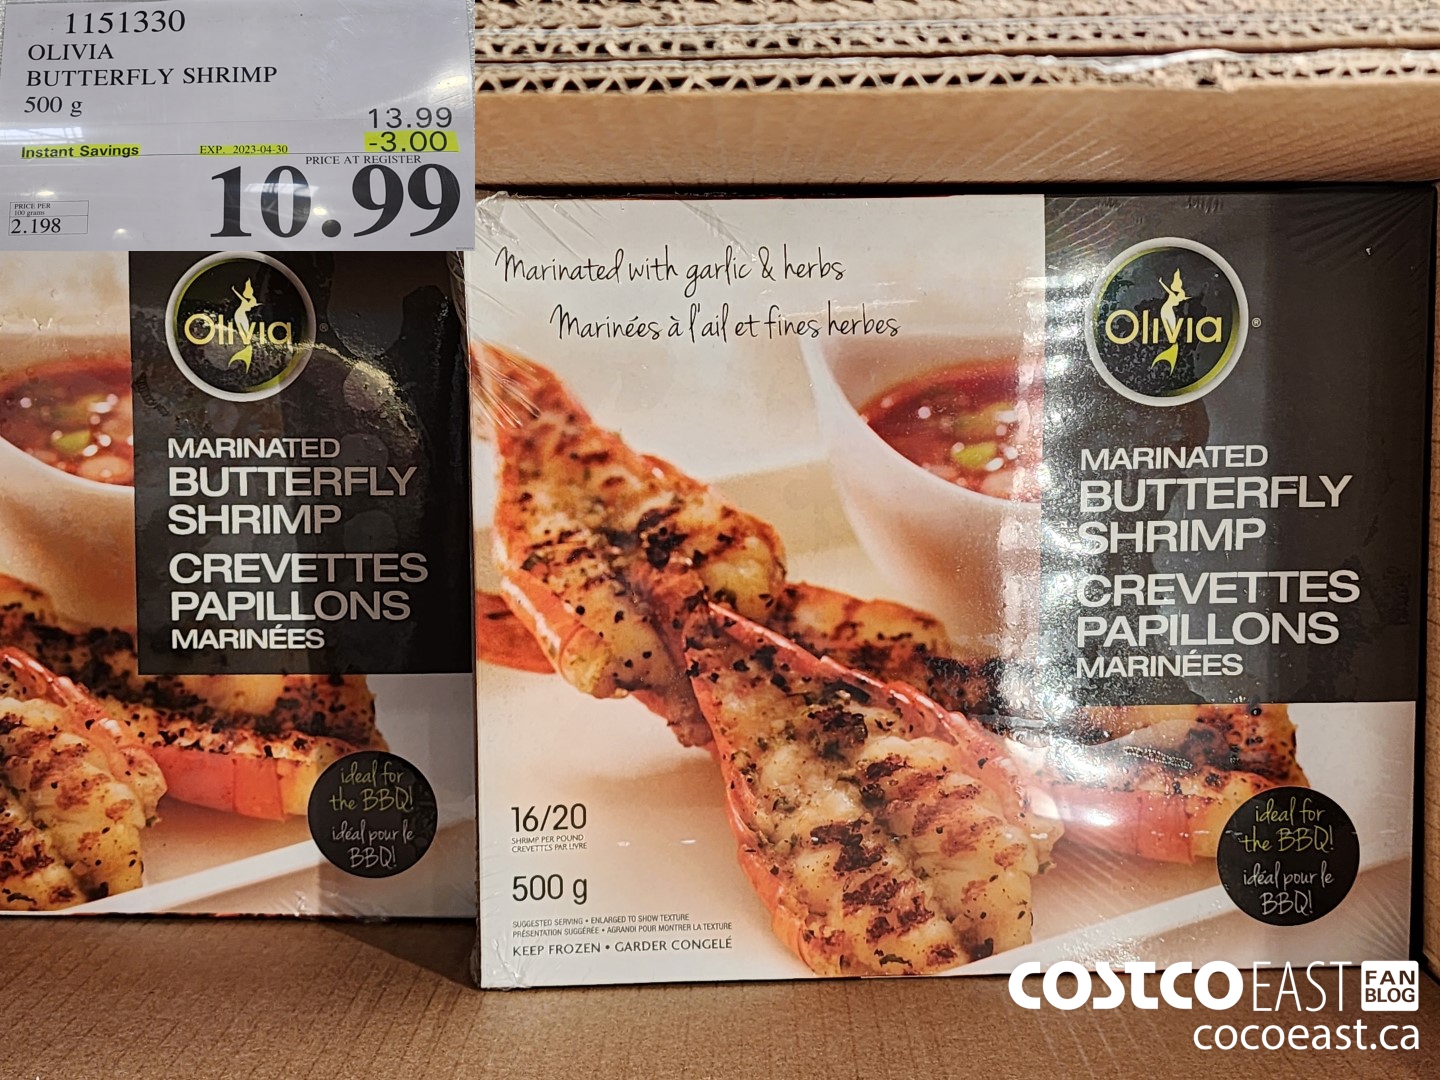 1151330
OLIVIA
BUTTERFLY SHRIMP
500 g
13.99
Instant Savings EXP. 2023-04-30 -3.00
PRICE AT REGISTER
10.99
PRICE PER
100 grams
2.198
Olivia
MARINATED
BUTTERFLY
SHRIMP
CREVETTES
PAPILLONS
MARINÉES
ideal for
the BBQ!
idéal pour le
BBQ!
Marinated with garlic & herbs
Marinées à l'ail et fines herbes
Olivia ®
MARINATED
BUTTERFLY
SHRIMP
CREVETTES
PAPILLONS
MARINÉES
16/20
SHRIMP PER POUND
CREVETTES PAR LIVRE
500 g
SUGGESTED SERVING • ENLARGED TO SHOW TEXTURE
PRÉSENTATION SUGGÉRÉE • AGRANDI POUR MONTRER LA TEXTURE
KEEP FROZEN • GARDER CONGELÉ
ideal for
the BBQ!
idéal pour le
BBQ!
COSTCO EAST FAN BLOG
cocoeast.ca